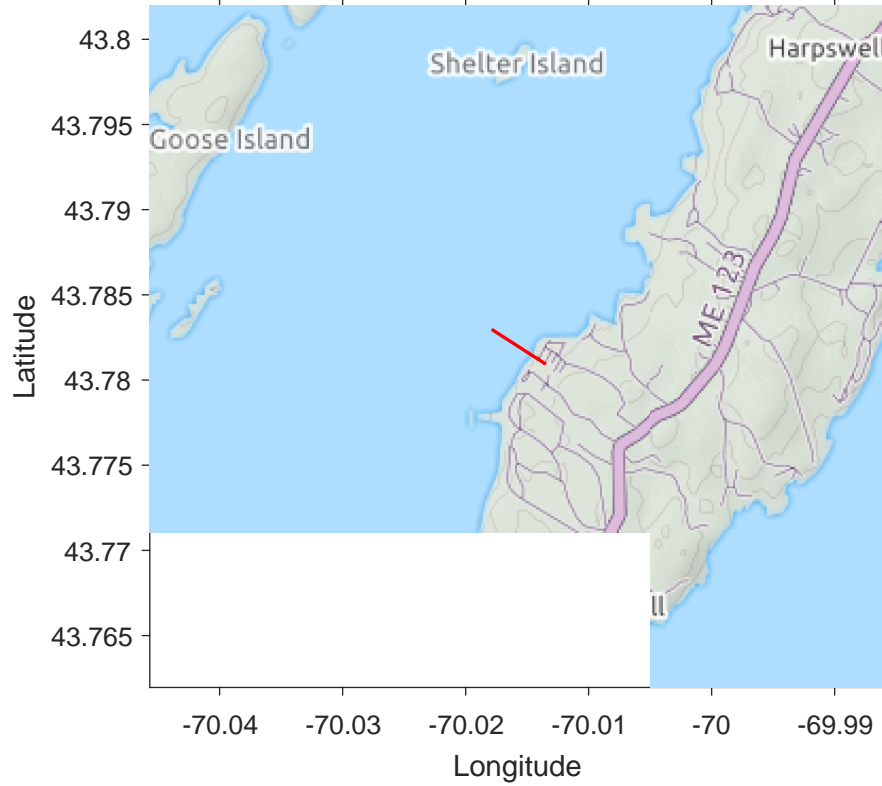 43.8
43.795
43.79
43.785
43.78
43.775
43.77
43.765
Latitude
Shelter Island
Harpswell
Goose Island
ME 123
ll
-70.04
-70.03
-70.02
-70.01
-70
-69.99
Longitude